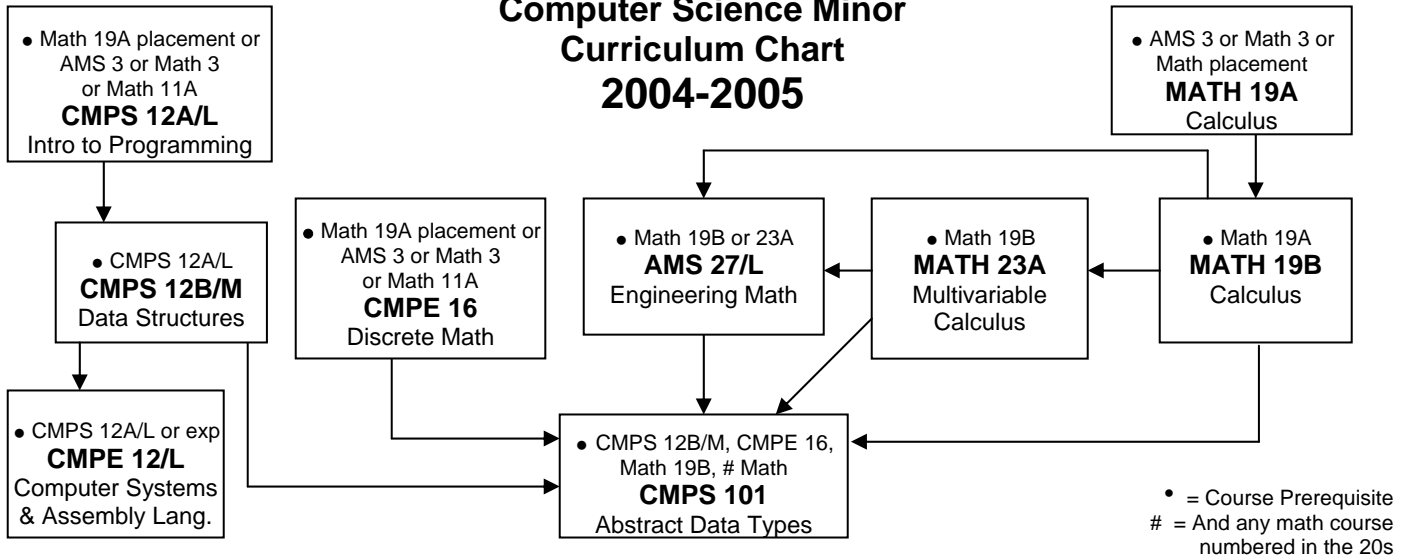 Computer Science Minor
Curriculum Chart
2004-2005
• Math 19A placement or
AMS 3 or Math 3
or Math 11A
CMPS 12A/L
Intro to Programming
• AMS 3 or Math 3 or
Math placement
MATH 19A
Calculus
• CMPS 12A/L
CMPS 12B/M
Data Structures
• Math 19A placement or
AMS 3 or Math 3
or Math 11A
CMPE 16
Discrete Math
• Math 19B or 23A
AMS 27/L
Engineering Math
• Math 19B
MATH 23A
Multivariable
Calculus
• Math 19A
MATH 19B
Calculus
• CMPS 12A/L or exp
CMPE 12/L
Computer Systems
& Assembly Lang.
• CMPS 12B/M, CMPE 16,
Math 19B, # Math
CMPS 101
Abstract Data Types
• = Course Prerequisite
# = And any math course
numbered in the 20s